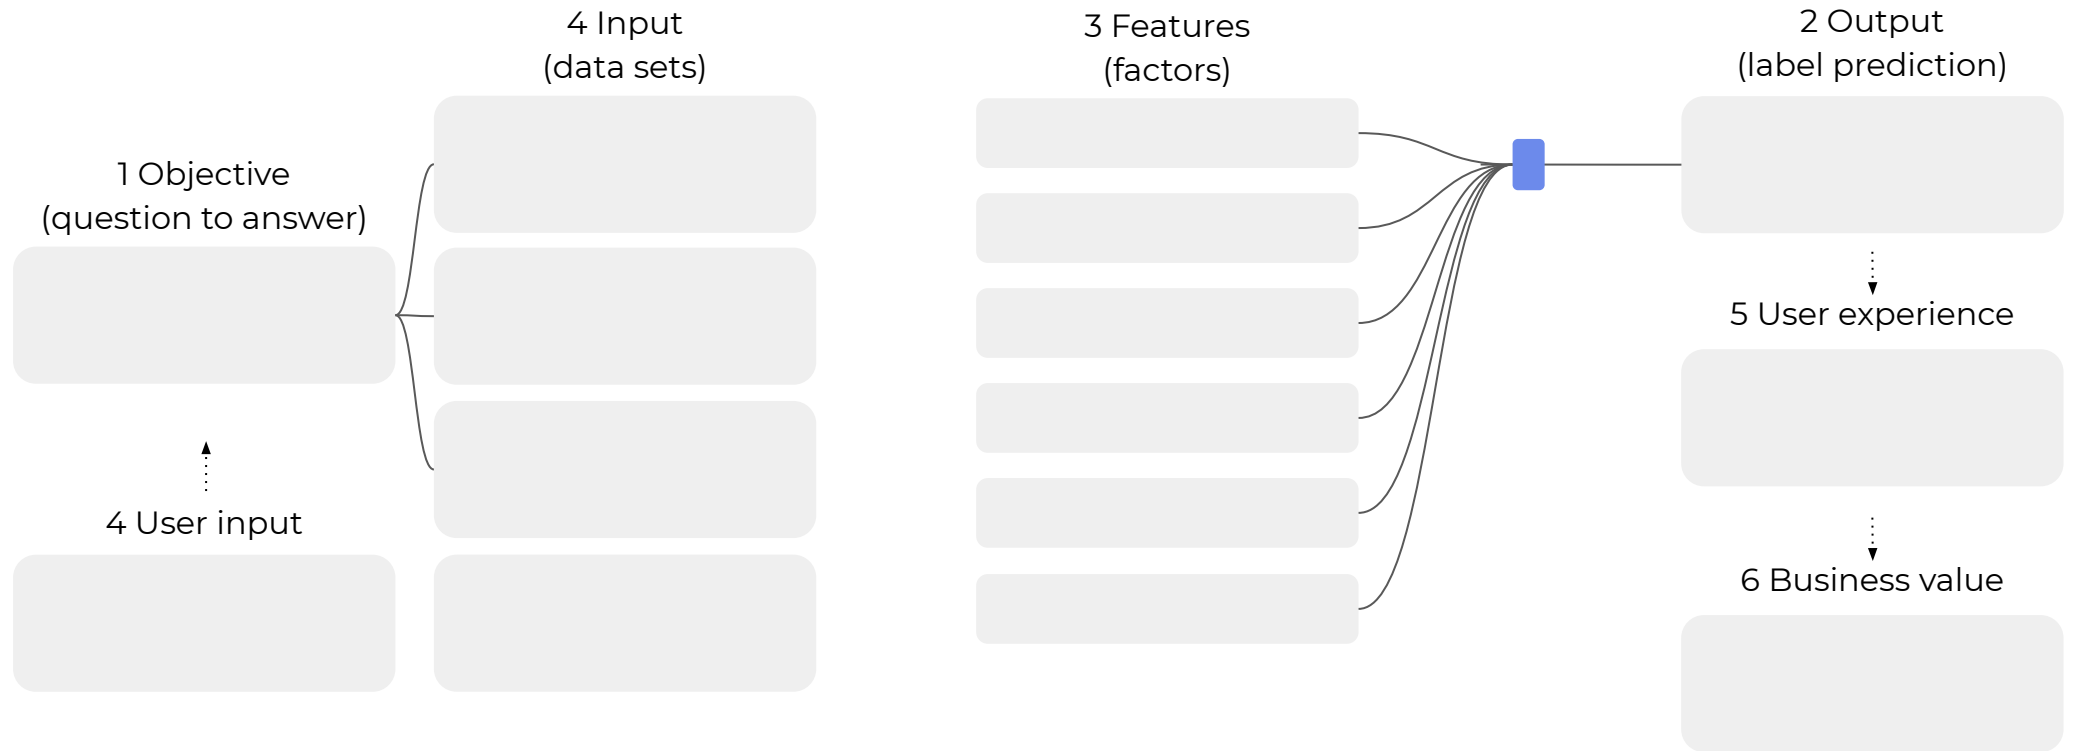 4 Input
(data sets)
3 Features
(factors)
2 Output
(label prediction)
1 Objective
(question to answer)
5 User experience
4 User input
6 Business value